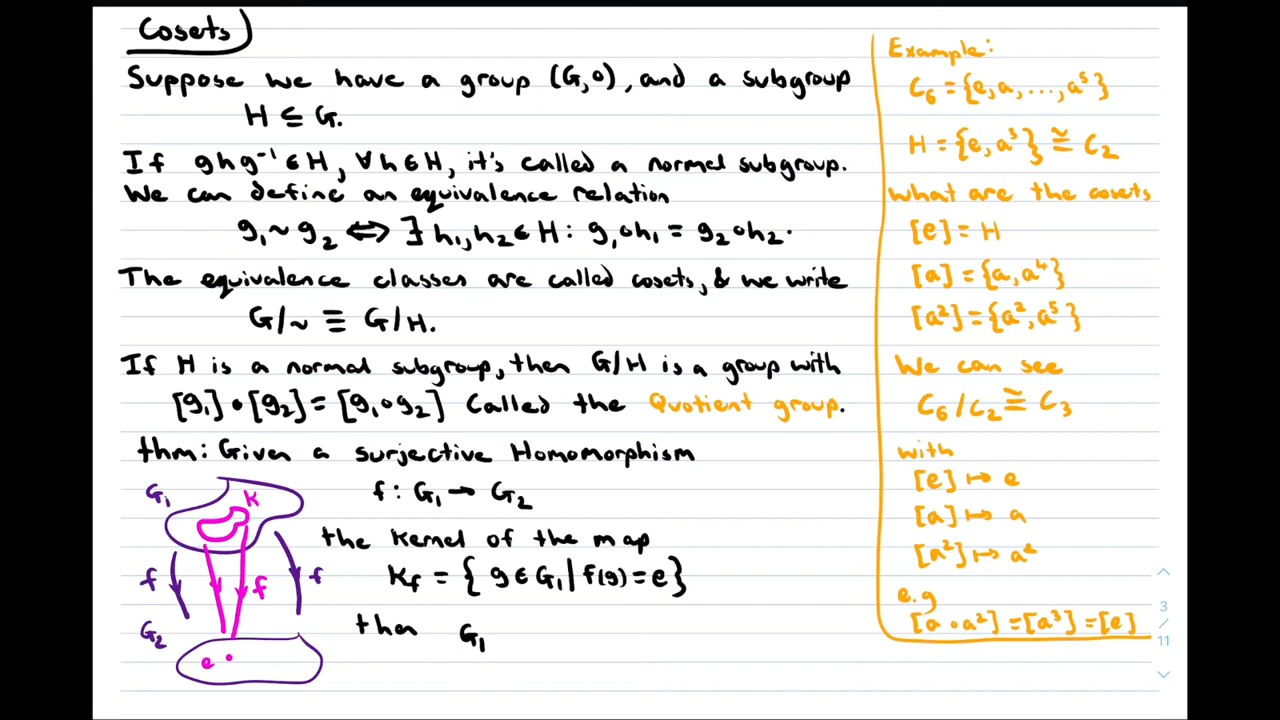 Cosets
Suppose we have a group (G,∘), and a subgroup
H ⊆ G.
If ghg⁻¹ ∈ H, ∀h ∈ H, it's called a normal subgroup.
We can define an equivalence relation
g₁ ~ g₂ ⇔ ∃ h₁,h₂ ∈ H : g₁∘h₁ = g₂∘h₂.
The equivalence classes are called cosets, & we write
G/~ ≡ G/H.
If H is a normal subgroup, then G/H is a group with
[g₁]•[g₂] = [g₁∘g₂] Called the Quotient group.
thm: Given a surjective Homomorphism
f: G₁ → G₂
the kernel of the map
K_f = { g ∈ G₁ | f(g) = e }
then G₁
G₁
K
f
f
f
G₂
e
Example:
C₆ = {e, a, ..., a⁵}
H = {e, a³} ≅ C₂
What are the cosets
[e] = H
[a] = {a, a⁴}
[a²] = {a², a⁵}
We can see
C₆/C₂ ≅ C₃
with
[e] ↦ e
[a] ↦ a
[a²] ↦ a²
e.g
[a • a²] = [a³] = [e]
3
/
11